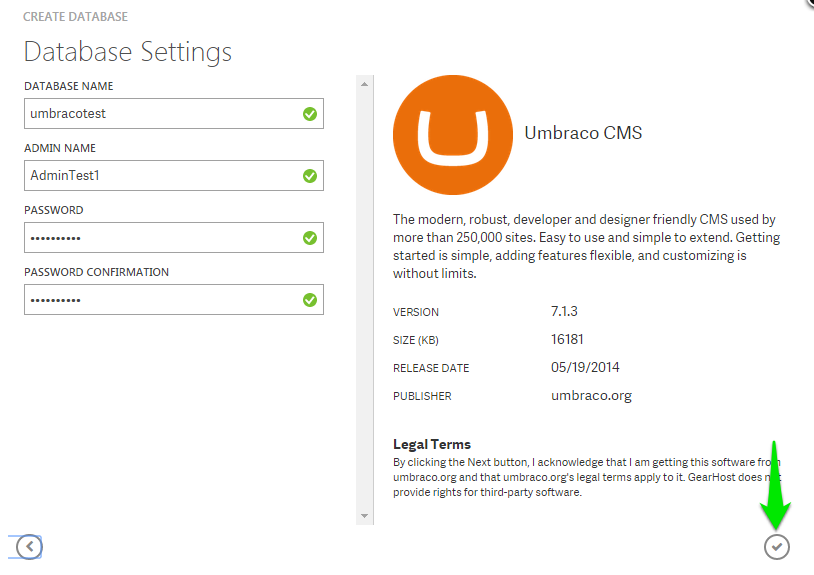 CREATE DATABASE
Database Settings
DATABASE NAME
umbracotest
ADMIN NAME
AdminTest1
PASSWORD
••••••••••
PASSWORD CONFIRMATION
••••••••••
Umbraco CMS
The modern, robust, developer and designer friendly CMS used by
more than 250,000 sites. Easy to use and simple to extend. Getting
started is simple, adding features flexible, and customizing is
without limits.
VERSION 7.1.3
SIZE (KB) 16181
RELEASE DATE 05/19/2014
PUBLISHER umbraco.org
Legal Terms
By clicking the Next button, I acknowledge that I am getting this software from
umbraco.org and that umbraco.org's legal terms apply to it. GearHost does not
provide rights for third-party software.